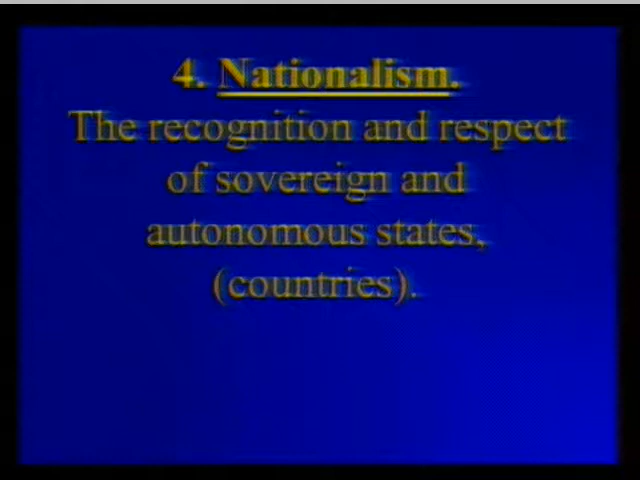 4. Nationalism.
The recognition and respect
of sovereign and
autonomous states,
(countries).